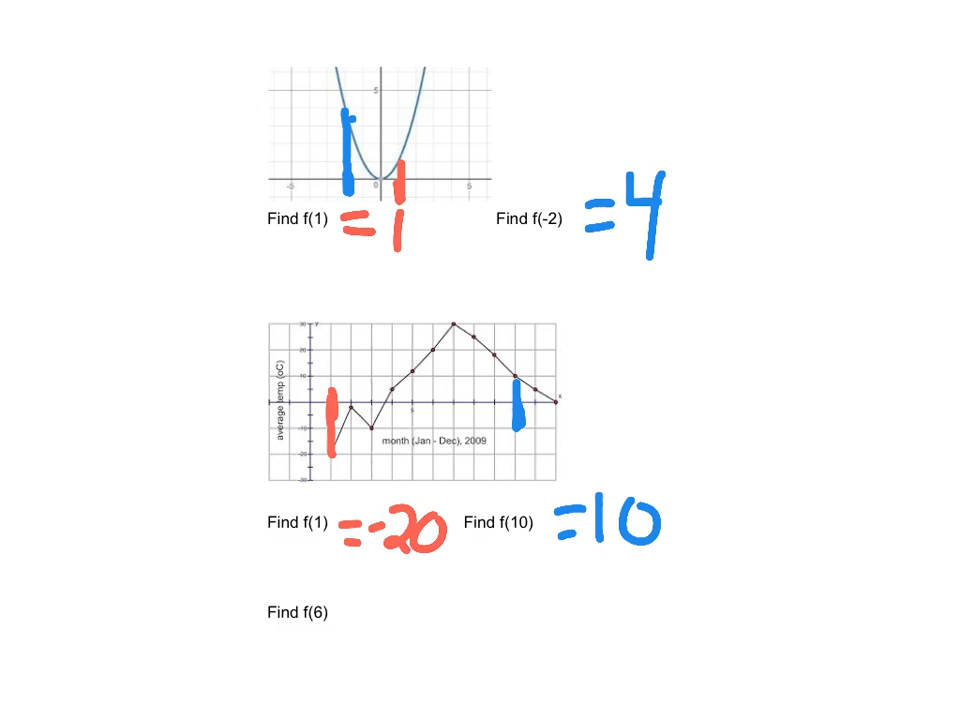 5
-5 0 5
Find f(1) = 1 Find f(-2) = 4
30 y
20
10
x
5
average temp (oC)
-10
month (Jan - Dec), 2009
-20
-30
Find f(1) = -20 Find f(10) = 10
Find f(6)